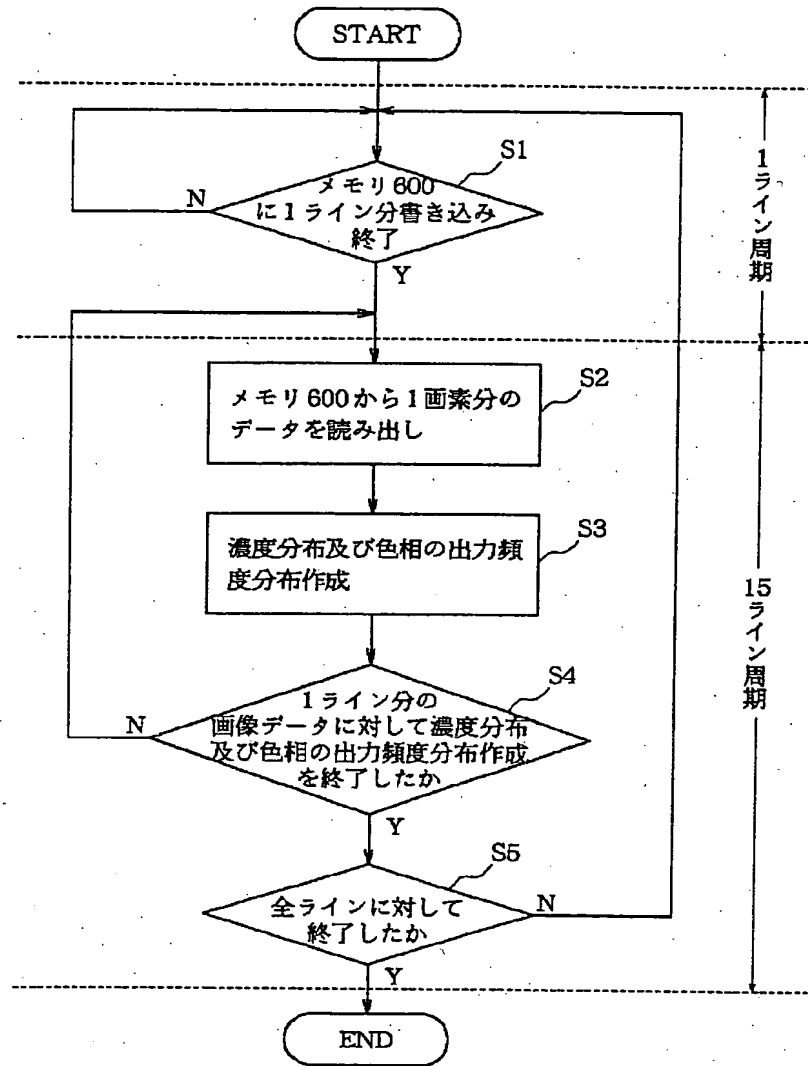 START
S1
メモリ600
に1ライン分書き込み
終了
N
Y
1ライン周期
S2
メモリ600から1画素分の
データを読み出し
S3
濃度分布及び色相の出力頻
度分布作成
S4
1ライン分の
画像データに対して濃度分布
及び色相の出力頻度分布作成
を終了したか
N
Y
15ライン周期
S5
全ラインに対して
終了したか
N
Y
END